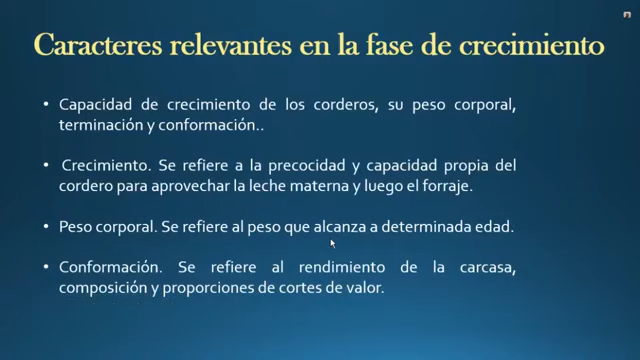 Caracteres relevantes en la fase de crecimiento
• Capacidad de crecimiento de los corderos, su peso corporal,
terminación y conformación..
• Crecimiento. Se refiere a la precocidad y capacidad propia del
cordero para aprovechar la leche materna y luego el forraje.
• Peso corporal. Se refiere al peso que alcanza a determinada edad.
• Conformación. Se refiere al rendimiento de la carcasa,
composición y proporciones de cortes de valor.